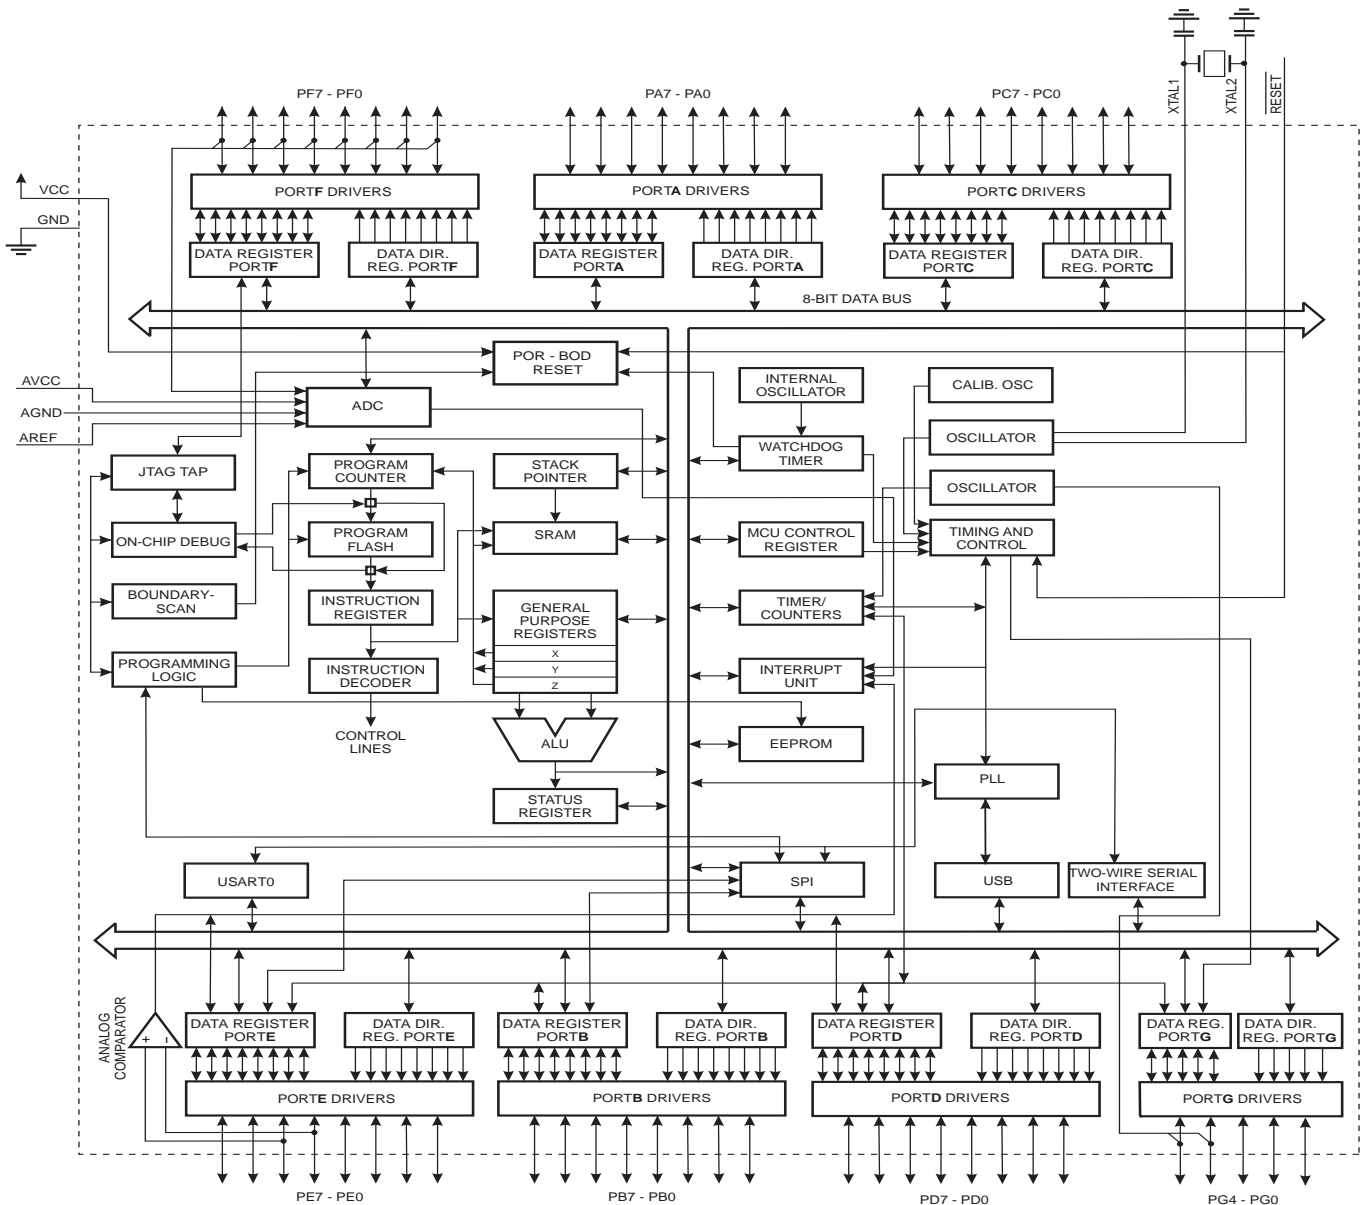 XTAL1
XTAL2
RESET
PF7 - PF0
PA7 - PA0
PC7 - PC0
VCC
GND
PORTF DRIVERS
PORTA DRIVERS
PORTC DRIVERS
DATA REGISTER
PORTF
DATA DIR.
REG. PORTF
DATA REGISTER
PORTA
DATA DIR.
REG. PORTA
DATA REGISTER
PORTC
DATA DIR.
REG. PORTC
8-BIT DATA BUS
POR - BOD
RESET
INTERNAL
OSCILLATOR
CALIB. OSC
AVCC
AGND
AREF
ADC
OSCILLATOR
WATCHDOG
TIMER
JTAG TAP
PROGRAM
COUNTER
STACK
POINTER
OSCILLATOR
ON-CHIP DEBUG
PROGRAM
FLASH
SRAM
MCU CONTROL
REGISTER
TIMING AND
CONTROL
BOUNDARY-
SCAN
INSTRUCTION
REGISTER
GENERAL
PURPOSE
REGISTERS
X
Y
Z
TIMER/
COUNTERS
PROGRAMMING
LOGIC
INSTRUCTION
DECODER
INTERRUPT
UNIT
CONTROL
LINES
ALU
EEPROM
STATUS
REGISTER
PLL
USART0
SPI
USB
TWO-WIRE SERIAL
INTERFACE
ANALOG
COMPARATOR
+
-
DATA REGISTER
PORTE
DATA DIR.
REG. PORTE
DATA REGISTER
PORTB
DATA DIR.
REG. PORTB
DATA REGISTER
PORTD
DATA DIR.
REG. PORTD
DATA REG.
PORTG
DATA DIR.
REG. PORTG
PORTE DRIVERS
PORTB DRIVERS
PORTD DRIVERS
PORTG DRIVERS
PE7 - PE0
PB7 - PB0
PD7 - PD0
PG4 - PG0